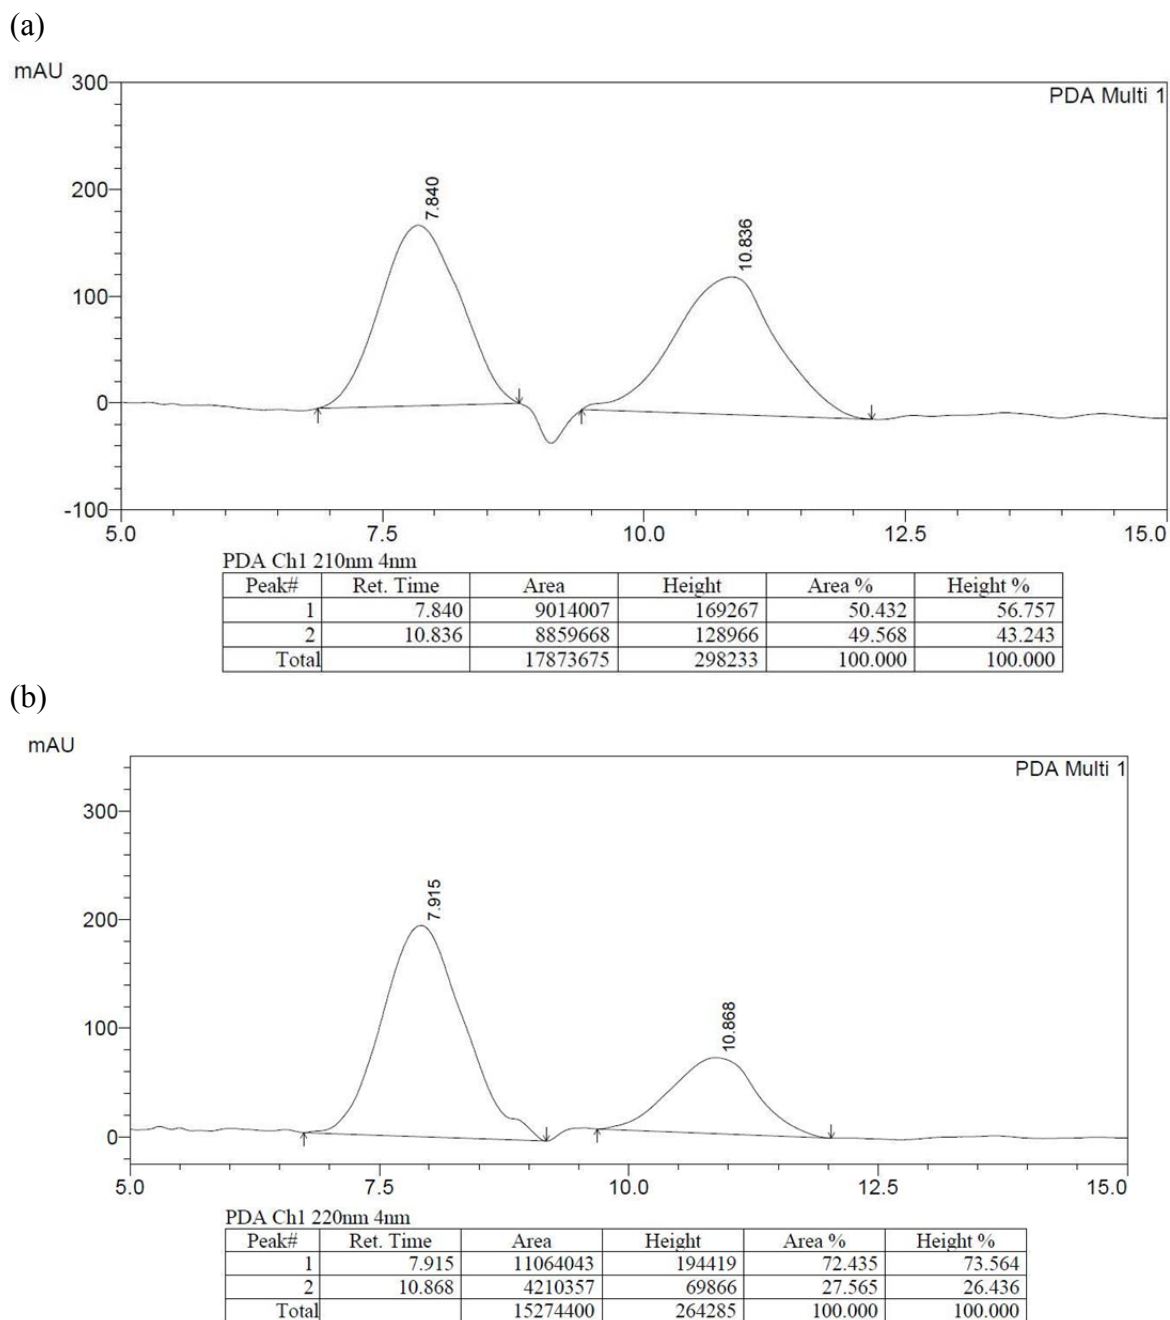 (a)
mAU
PDA Multi 1
300
200
100
0
-100
7.840
10.836
5.0 7.5 10.0 12.5 15.0
PDA Ch1 210nm 4nm
Peak# Ret. Time Area Height Area % Height %
1 7.840 9014007 169267 50.432 56.757
2 10.836 8859668 128966 49.568 43.243
Total 17873675 298233 100.000 100.000
(b)
mAU
PDA Multi 1
300
200
100
0
7.915
10.868
5.0 7.5 10.0 12.5 15.0
PDA Ch1 220nm 4nm
Peak# Ret. Time Area Height Area % Height %
1 7.915 11064043 194419 72.435 73.564
2 10.868 4210357 69866 27.565 26.436
Total 15274400 264285 100.000 100.000